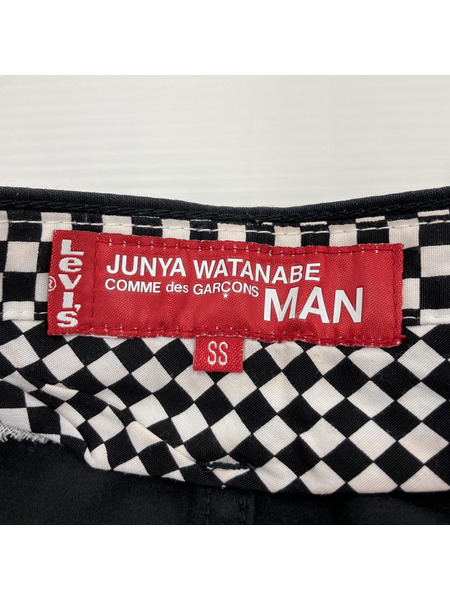 Levi's
®
JUNYA WATANABE
COMME des GARÇONS MAN
SS